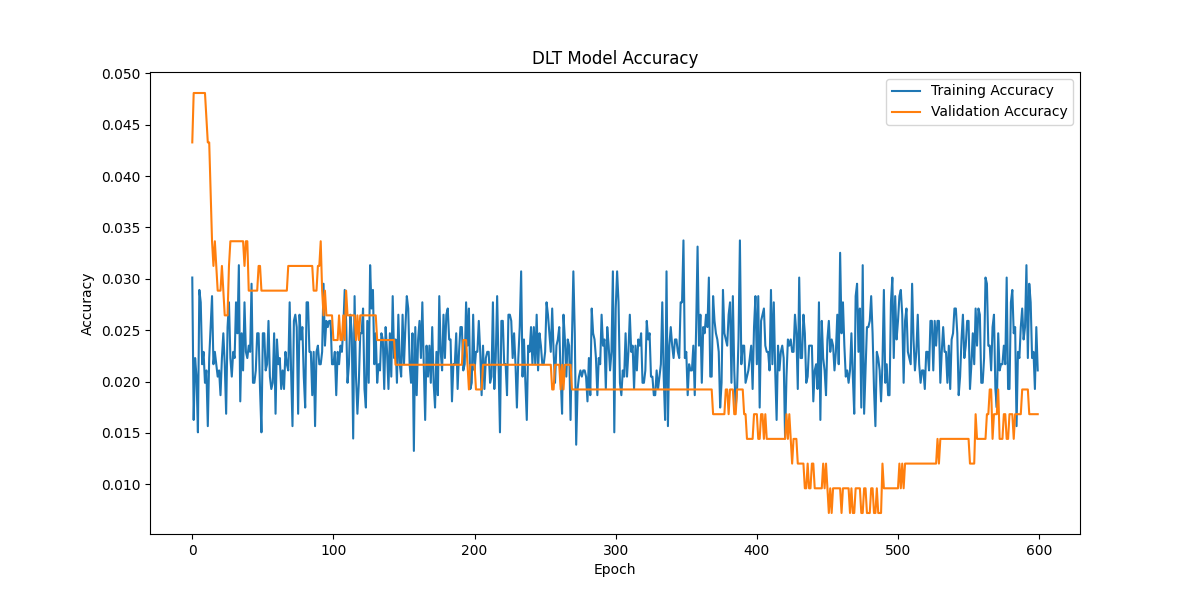 DLT Model Accuracy
Training Accuracy
Validation Accuracy
Accuracy
0.050
0.045
0.040
0.035
0.030
0.025
0.020
0.015
0.010
0 100 200 300 400 500 600
Epoch